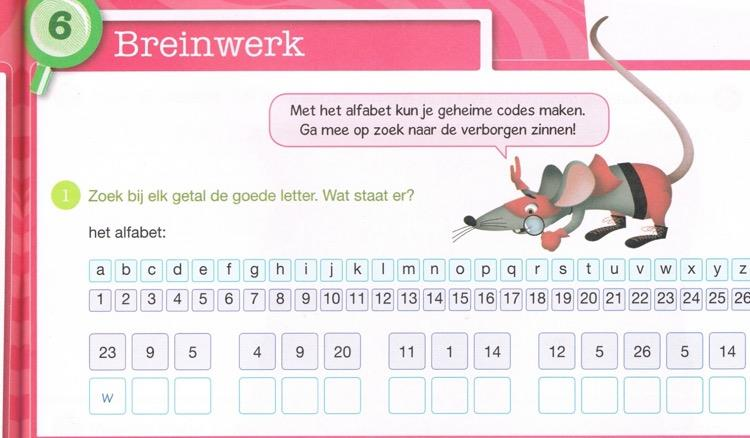 6
Breinwerk
Met het alfabet kun je geheime codes maken.
Ga mee op zoek naar de verborgen zinnen!
1 Zoek bij elk getal de goede letter. Wat staat er?
het alfabet:
a b c d e f g h i j k l m n o p q r s t u v w x y z
1 2 3 4 5 6 7 8 9 10 11 12 13 14 15 16 17 18 19 20 21 22 23 24 25 26
23 9 5 4 9 20 11 1 14 12 5 26 5 14
w